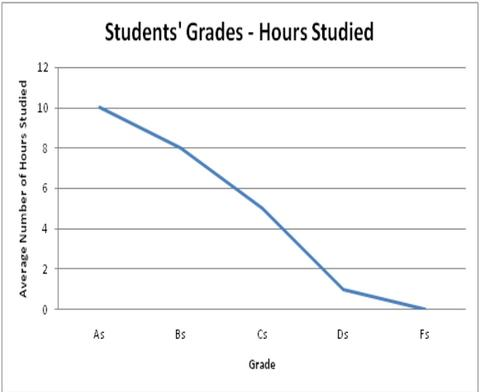 Students' Grades - Hours Studied
Average Number of Hours Studied
12
10
8
6
4
2
0
As Bs Cs Ds Fs
Grade